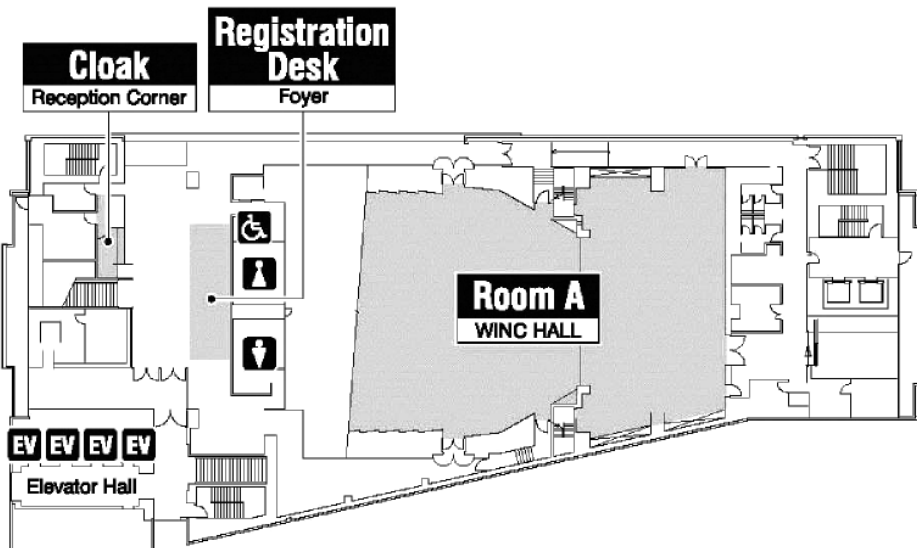 Registration
Desk
Foyer
Cloak
Reception Corner
Room A
WINC HALL
EV EV EV EV
Elevator Hall